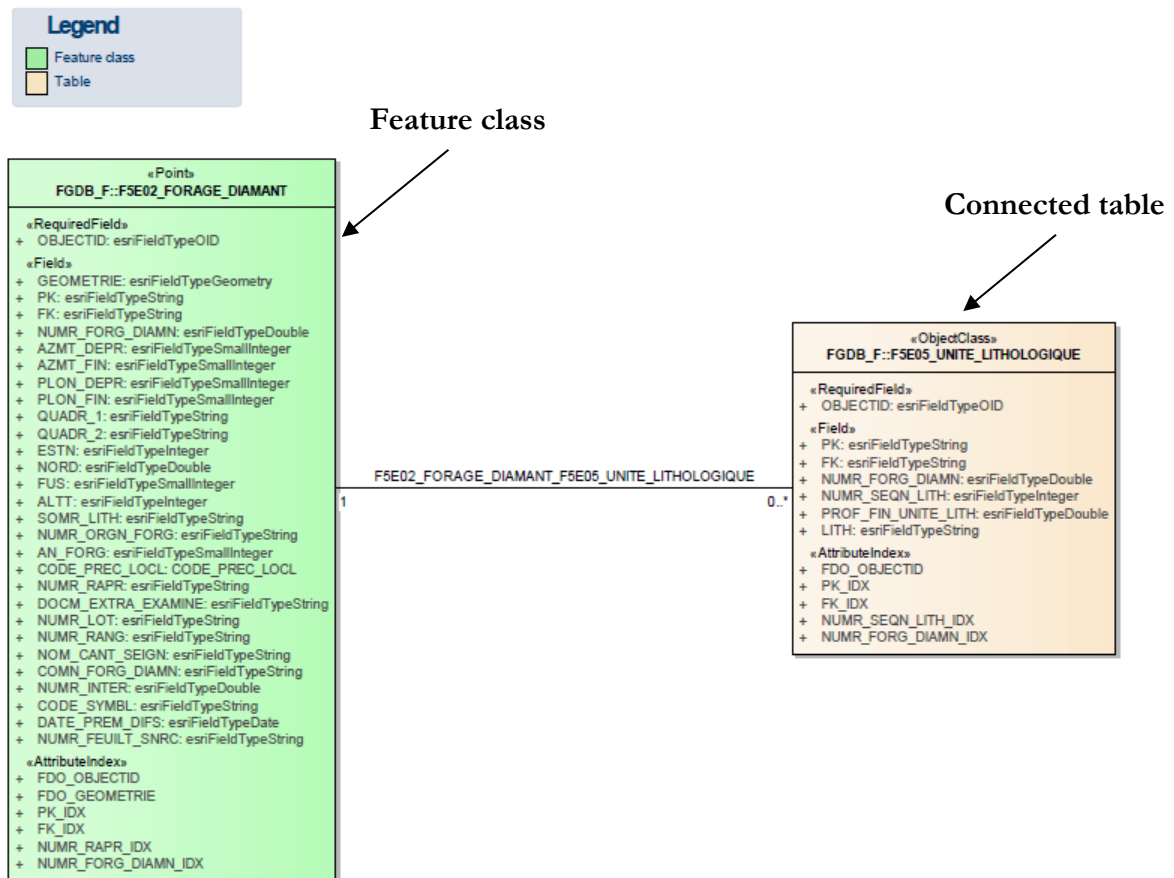 Legend
Feature class
Table
Feature class
Connected table
«Point»
FGDB_F::F5E02_FORAGE_DIAMANT
«RequiredField»
+ OBJECTID: esriFieldTypeOID
«Field»
+ GEOMETRIE: esriFieldTypeGeometry
+ PK: esriFieldTypeString
+ FK: esriFieldTypeString
+ NUMR_FORG_DIAMN: esriFieldTypeDouble
+ AZMT_DEPR: esriFieldTypeSmallInteger
+ AZMT_FIN: esriFieldTypeSmallInteger
+ PLON_DEPR: esriFieldTypeSmallInteger
+ PLON_FIN: esriFieldTypeSmallInteger
+ QUADR_1: esriFieldTypeString
+ QUADR_2: esriFieldTypeString
+ ESTN: esriFieldTypeInteger
+ NORD: esriFieldTypeDouble
+ FUS: esriFieldTypeSmallInteger
+ ALTT: esriFieldTypeInteger
+ SOMR_LITH: esriFieldTypeString
+ NUMR_ORGN_FORG: esriFieldTypeString
+ AN_FORG: esriFieldTypeSmallInteger
+ CODE_PREC_LOCL: CODE_PREC_LOCL
+ NUMR_RAPR: esriFieldTypeString
+ DOCM_EXTRA_EXAMINE: esriFieldTypeString
+ NUMR_LOT: esriFieldTypeString
+ NUMR_RANG: esriFieldTypeString
+ NOM_CANT_SEIGN: esriFieldTypeString
+ COMN_FORG_DIAMN: esriFieldTypeString
+ NUMR_INTER: esriFieldTypeDouble
+ CODE_SYMBL: esriFieldTypeString
+ DATE_PREM_DIFS: esriFieldTypeDate
+ NUMR_FEUILT_SNRC: esriFieldTypeString
«AttributeIndex»
+ FDO_OBJECTID
+ FDO_GEOMETRIE
+ PK_IDX
+ FK_IDX
+ NUMR_RAPR_IDX
+ NUMR_FORG_DIAMN_IDX
F5E02_FORAGE_DIAMANT_F5E05_UNITE_LITHOLOGIQUE
1 0..*
«ObjectClass»
FGDB_F::F5E05_UNITE_LITHOLOGIQUE
«RequiredField»
+ OBJECTID: esriFieldTypeOID
«Field»
+ PK: esriFieldTypeString
+ FK: esriFieldTypeString
+ NUMR_FORG_DIAMN: esriFieldTypeDouble
+ NUMR_SEQN_LITH: esriFieldTypeInteger
+ PROF_FIN_UNITE_LITH: esriFieldTypeDouble
+ LITH: esriFieldTypeString
«AttributeIndex»
+ FDO_OBJECTID
+ PK_IDX
+ FK_IDX
+ NUMR_SEQN_LITH_IDX
+ NUMR_FORG_DIAMN_IDX